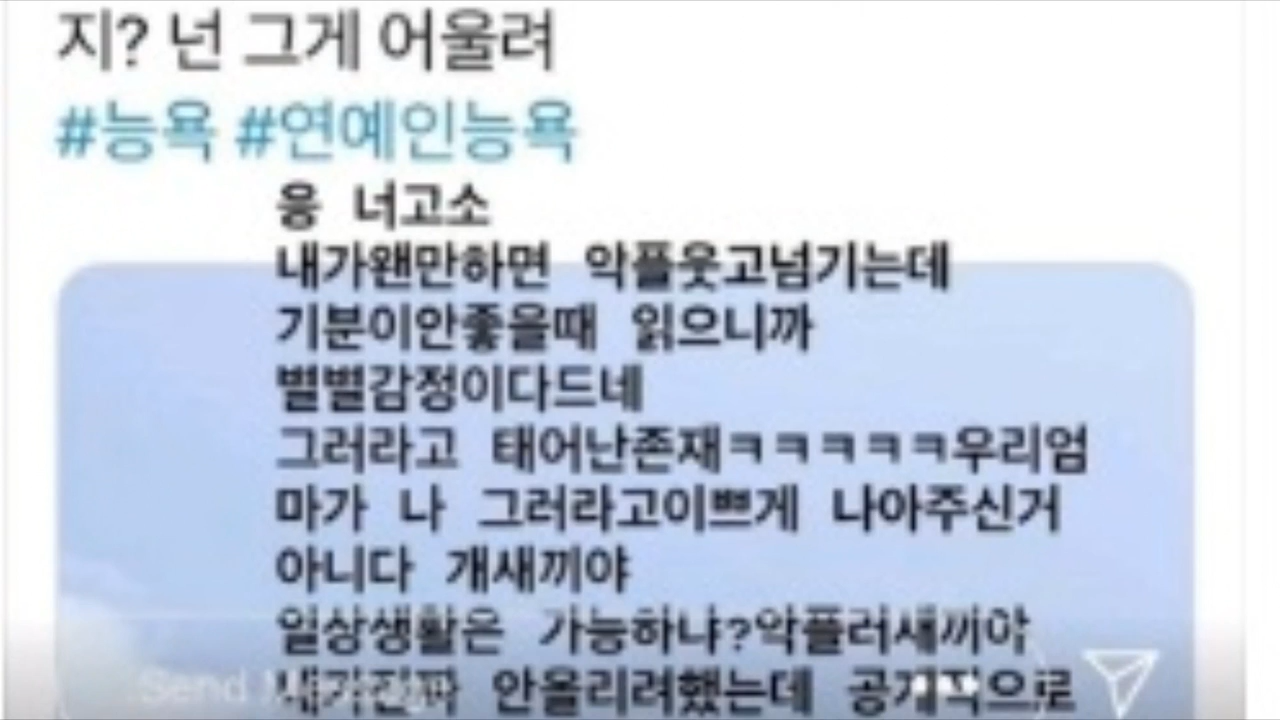 지? 넌 그게 어울려
#능욕 #연예인능욕
응 너고소
내가왠만하면 악플웃고넘기는데
기분이안좋을때 읽으니까
별별감정이다드네
그러라고 태어난존재ㅋㅋㅋㅋㅋ우리엄
마가 나 그러라고이쁘게 나아주신거
아니다 개새끼야
일상생활은 가능하냐?악플러새끼야
내가진짜 안올리려했는데 공개적으로
Send